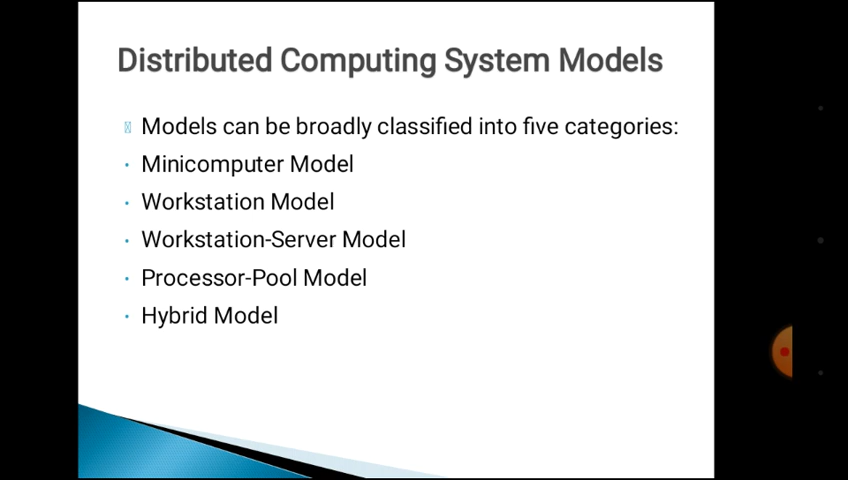 Distributed Computing System Models
Models can be broadly classified into five categories:
Minicomputer Model
Workstation Model
Workstation-Server Model
Processor-Pool Model
Hybrid Model